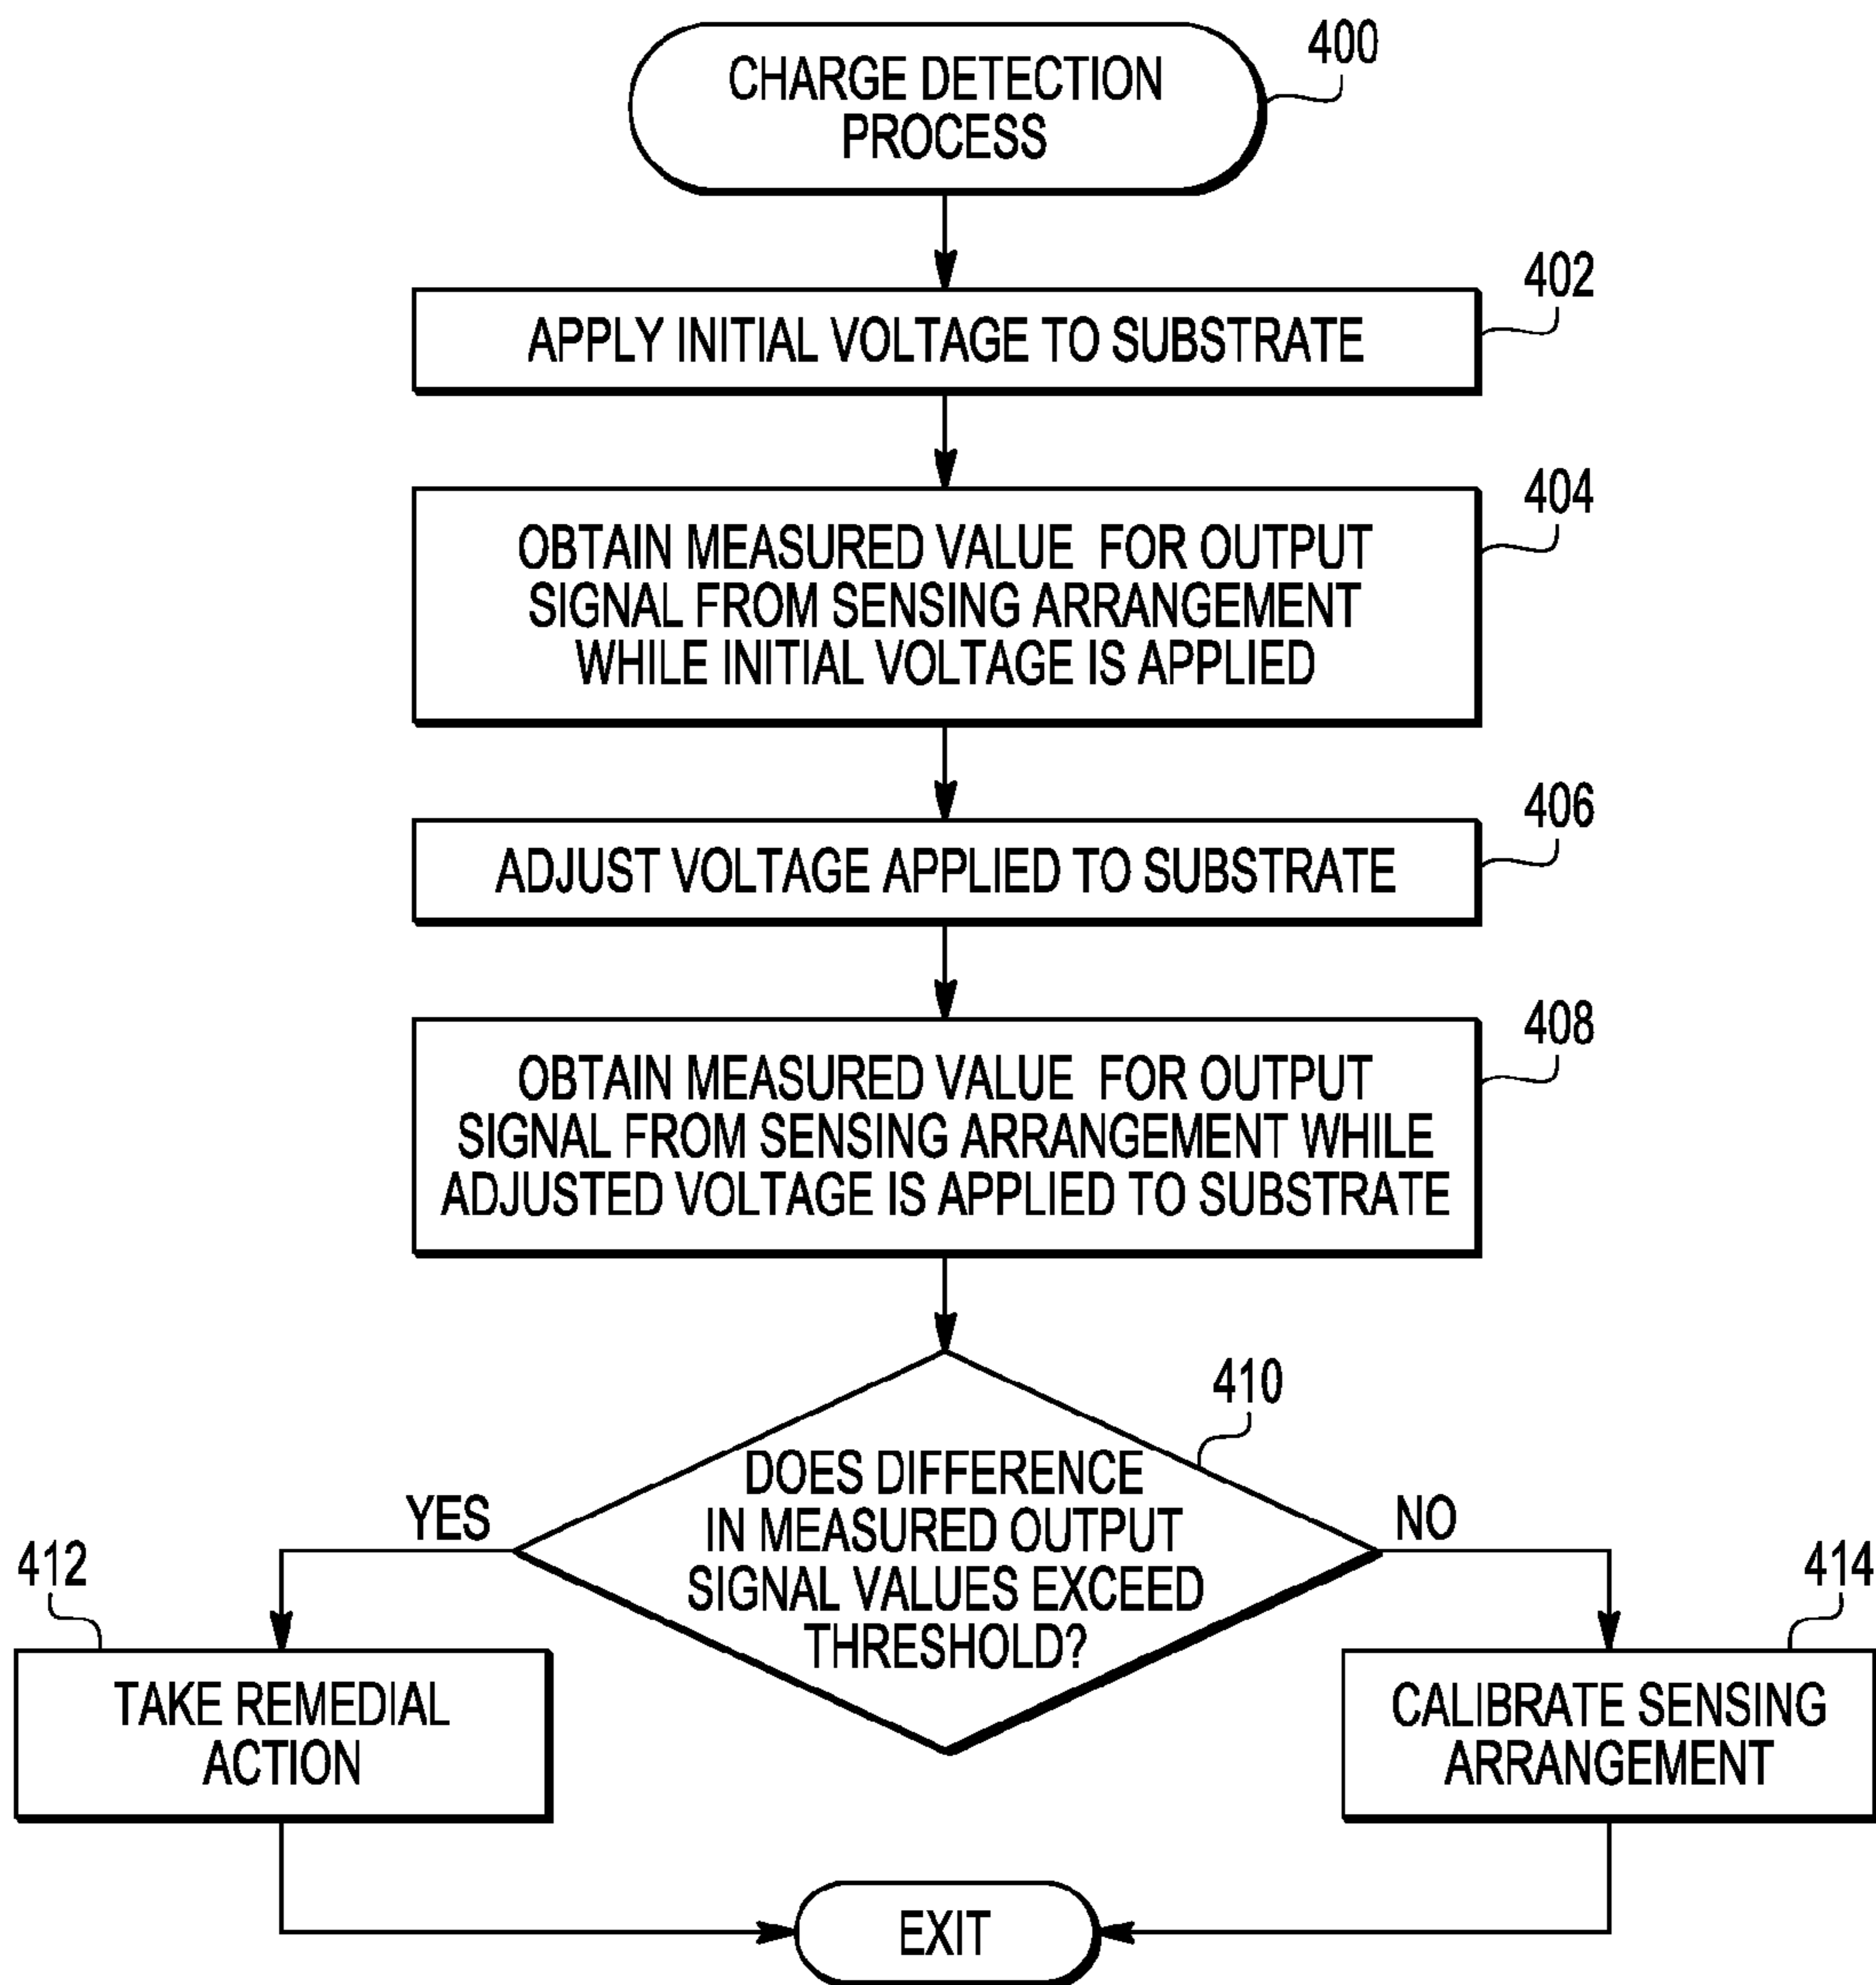 CHARGE DETECTION
PROCESS
400
APPLY INITIAL VOLTAGE TO SUBSTRATE
402
OBTAIN MEASURED VALUE FOR OUTPUT
SIGNAL FROM SENSING ARRANGEMENT
WHILE INITIAL VOLTAGE IS APPLIED
404
ADJUST VOLTAGE APPLIED TO SUBSTRATE
406
OBTAIN MEASURED VALUE FOR OUTPUT
SIGNAL FROM SENSING ARRANGEMENT WHILE
ADJUSTED VOLTAGE IS APPLIED TO SUBSTRATE
408
DOES DIFFERENCE
IN MEASURED OUTPUT
SIGNAL VALUES EXCEED
THRESHOLD?
410
YES
NO
412
TAKE REMEDIAL
ACTION
414
CALIBRATE SENSING
ARRANGEMENT
EXIT